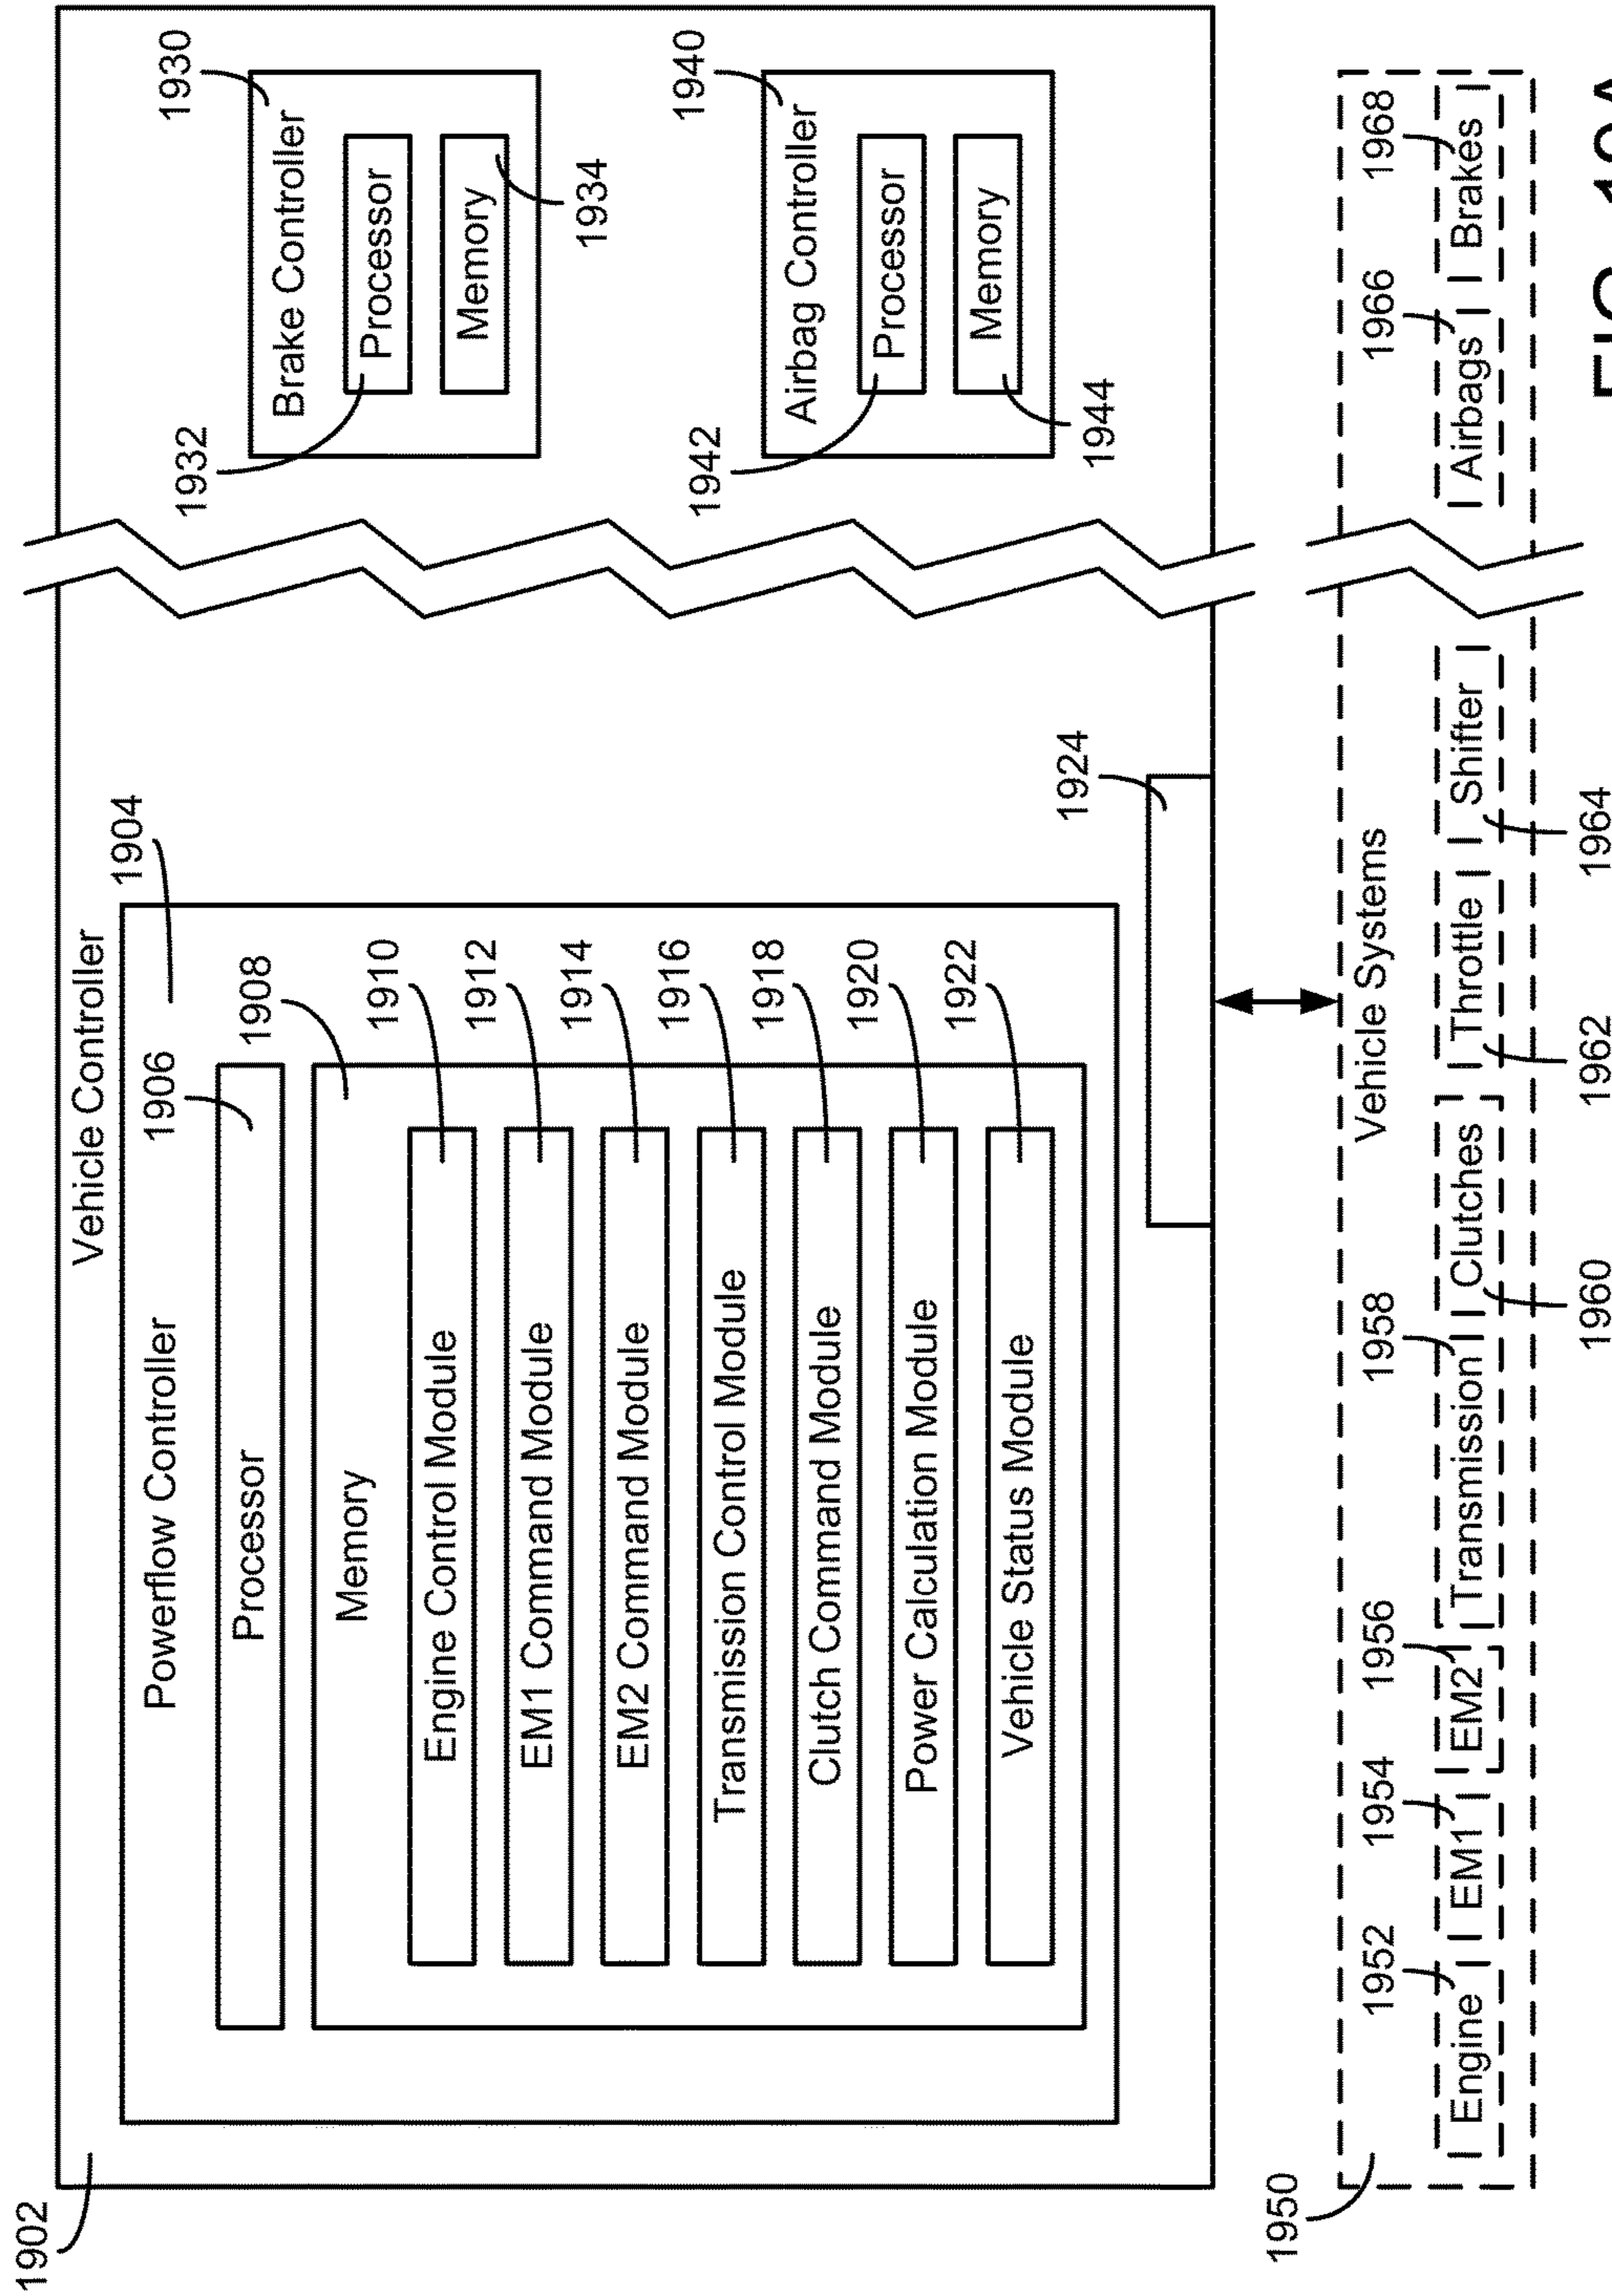 1902
Vehicle Controller
1904
Powerflow Controller
1906
Processor
1908
Memory
Engine Control Module
1910
EM1 Command Module
1912
EM2 Command Module
1914
Transmission Control Module
1916
Clutch Command Module
1918
Power Calculation Module
1920
Vehicle Status Module
1922
1924
1930
Brake Controller
1932
Processor
Memory
1934
1940
Airbag Controller
1942
Processor
Memory
1944
1950
Vehicle Systems
1952
1954
1956
1958
1966
1968
Engine
EM1
EM2
Transmission
Clutches
Throttle
Shifter
Airbags
Brakes
1960
1962
1964